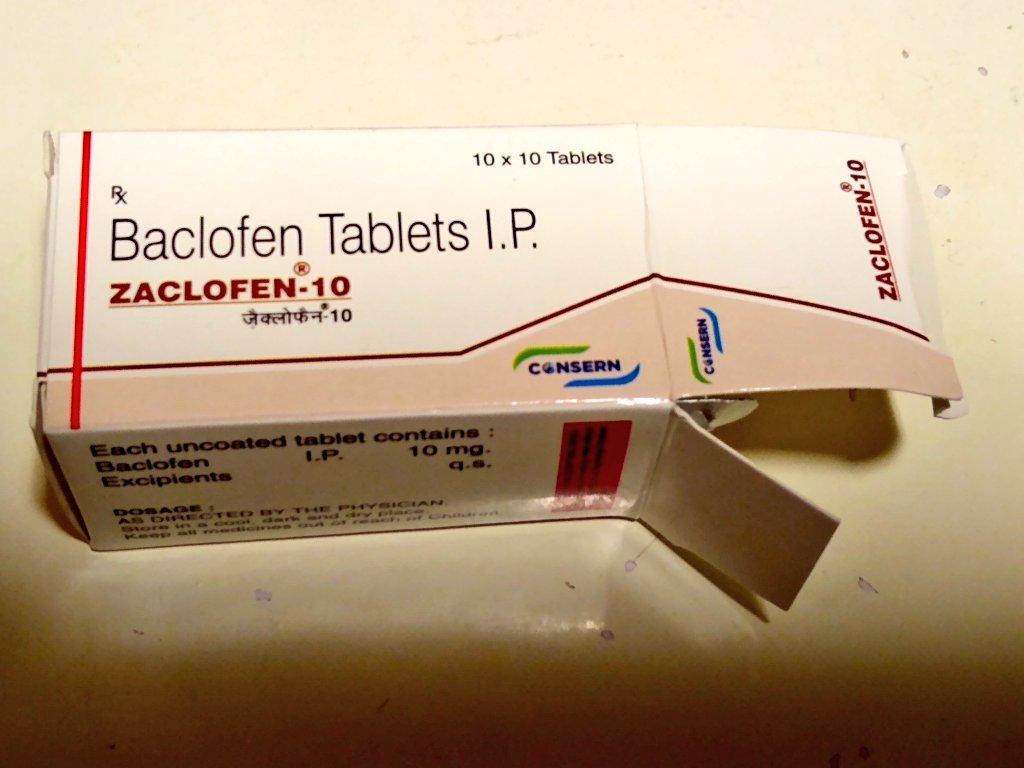 10 x 10 Tablets
Rx
Baclofen Tablets I.P.
ZACLOFEN®-10
जै़क्लोफॅन®-10
CONSERN
CONSERN
ZACLOFEN®-10
Each uncoated tablet contains :
Baclofen I.P. 10 mg.
Excipients q.s.
DOSAGE :
AS DIRECTED BY THE PHYSICIAN.
Store in a cool, dark and dry place.
Keep all medicines out of reach of Children